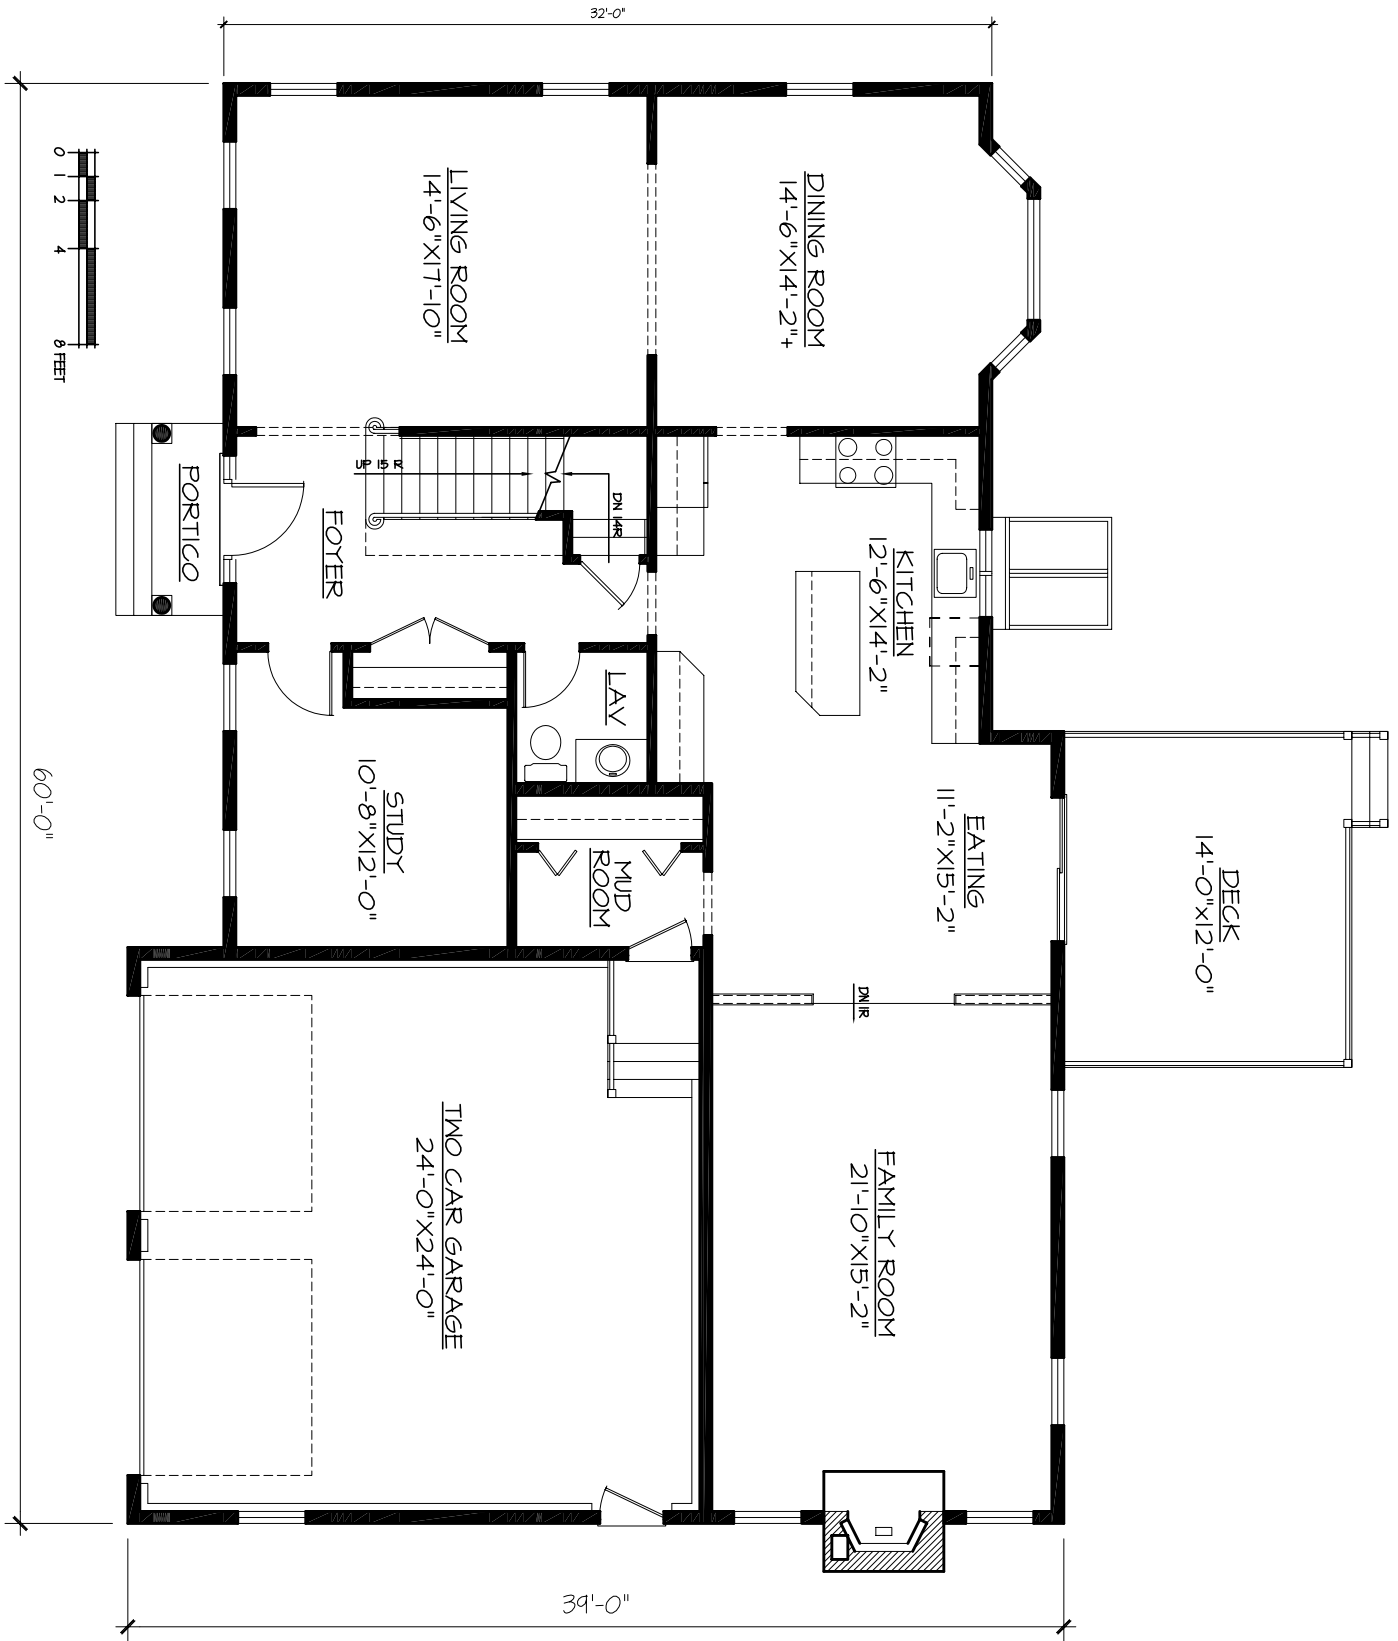 32'-0"
DINING ROOM
14'-6"X14'-2"+
LIVING ROOM
14'-6"X17'-10"
0 1 2 4 8 FEET
PORTICO
FOYER
UP 15 R
DN 14R
KITCHEN
12'-6"X14'-2"
LAV
STUDY
10'-8"X12'-0"
MUD
ROOM
EATING
11'-2"X15'-2"
DECK
14'-0"X12'-0"
DN 1R
FAMILY ROOM
21'-10"X15'-2"
TWO CAR GARAGE
24'-0"X24'-0"
60'-0"
39'-0"